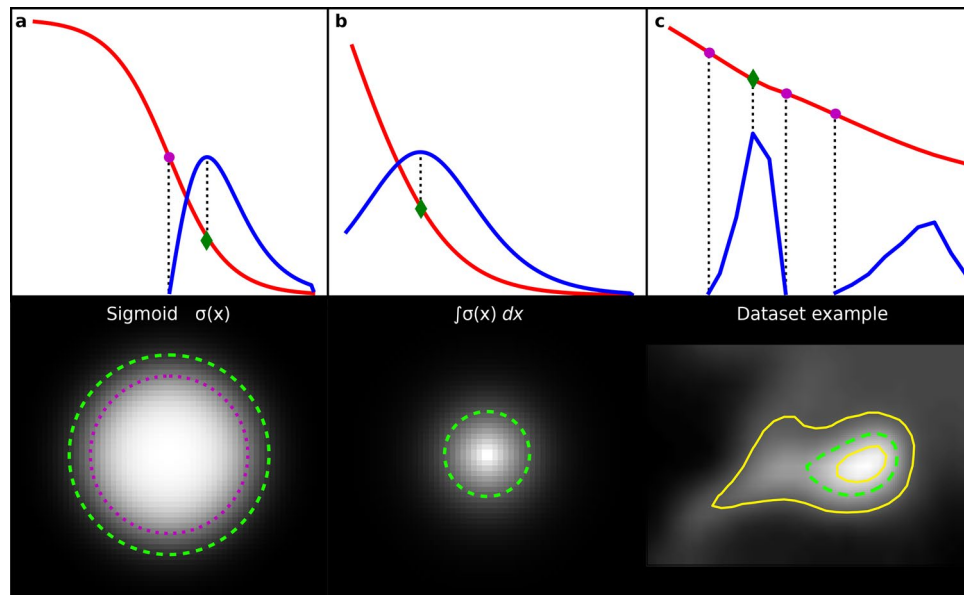 a
b
c
Sigmoid σ(x)
∫σ(x) dx
Dataset example